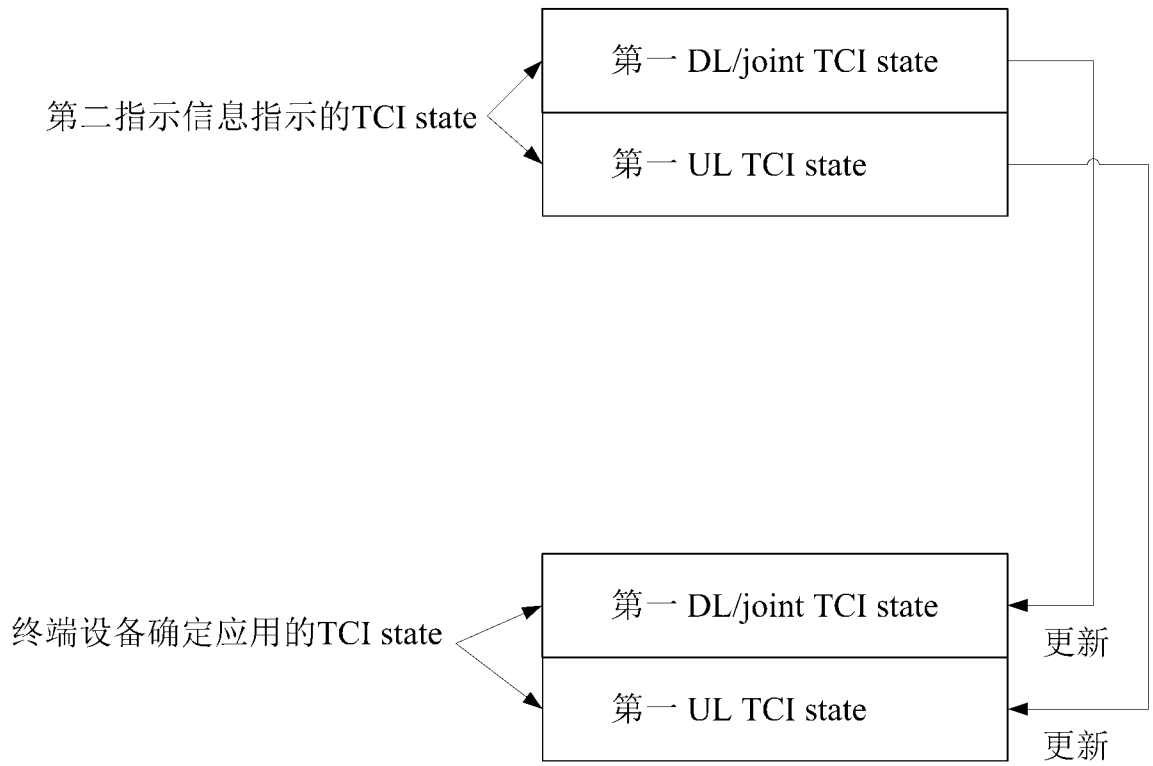 第一 DL/joint TCI state
第二指示信息指示的TCI state
第一 UL TCI state
第一 DL/joint TCI state
终端设备确定应用的TCI state
更新
第一 UL TCI state
更新